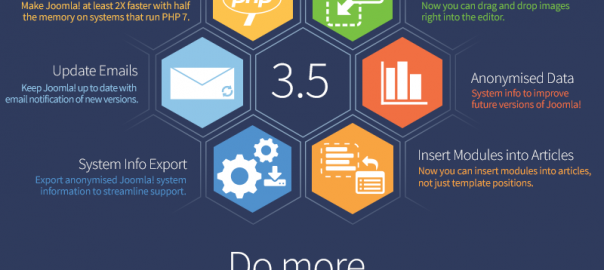 Make Joomla! at least 2X faster with half
the memory on systems that run PHP 7.
php
Now you can drag and drop images
right into the editor.
Update Emails
Keep Joomla! up to date with
email notification of new versions.
3.5
Anonymised Data
System info to improve
future versions of Joomla!
System Info Export
Export anonymised Joomla! system
information to streamline support.
Insert Modules into Articles
Now you can insert modules into articles,
not just template positions.
Do more